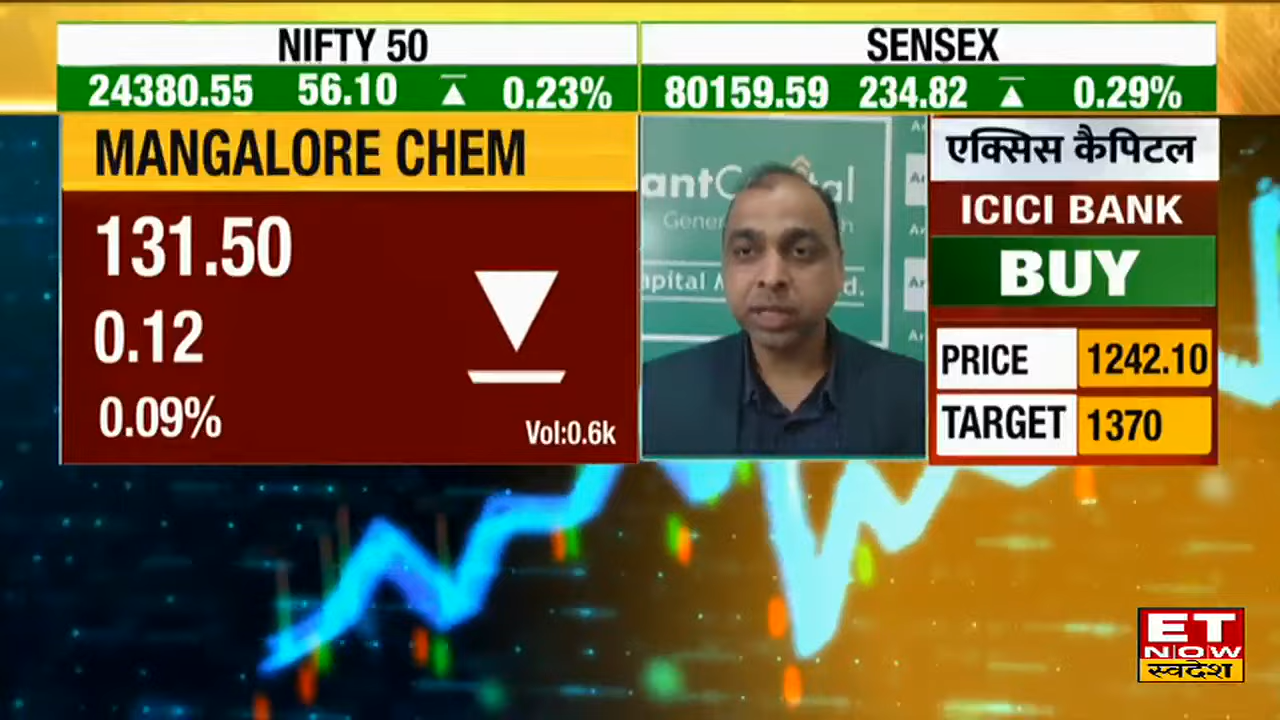 NIFTY 50
24380.55 56.10 0.23%
SENSEX
80159.59 234.82 0.29%
MANGALORE CHEM
131.50
0.12
0.09%
Vol:0.6k
एक्सिस कैपिटल
ICICI BANK
BUY
PRICE 1242.10
TARGET 1370
ET
NOW
स्वदेश